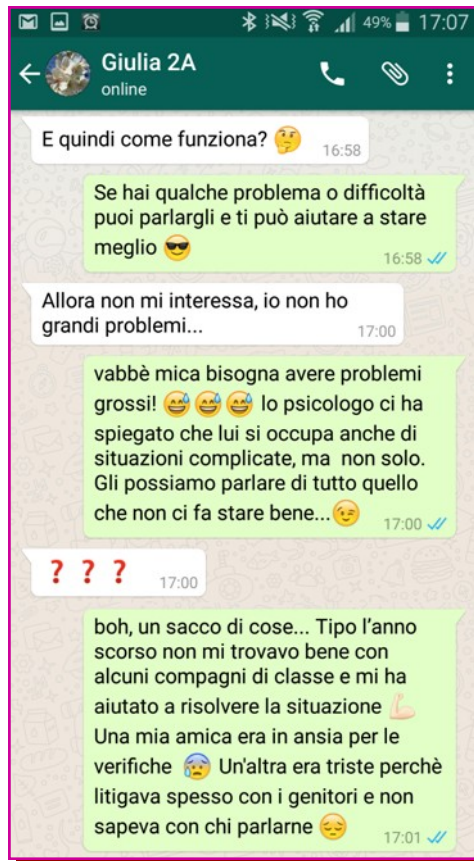 49% 17:07
Giulia 2A
online
E quindi come funziona? 🤔 16:58
Se hai qualche problema o difficoltà
puoi parlargli e ti può aiutare a stare
meglio 😎
16:58
Allora non mi interessa, io non ho
grandi problemi...
17:00
vabbè mica bisogna avere problemi
grossi! 😅😅😅 lo psicologo ci ha
spiegato che lui si occupa anche di
situazioni complicate, ma non solo.
Gli possiamo parlare di tutto quello
che non ci fa stare bene...😉
17:00
❓❓❓ 17:00
boh, un sacco di cose... Tipo l’anno
scorso non mi trovavo bene con
alcuni compagni di classe e mi ha
aiutato a risolvere la situazione 💪🏻
Una mia amica era in ansia per le
verifiche 😰 Un'altra era triste perchè
litigava spesso con i genitori e non
sapeva con chi parlarne 😔
17:01